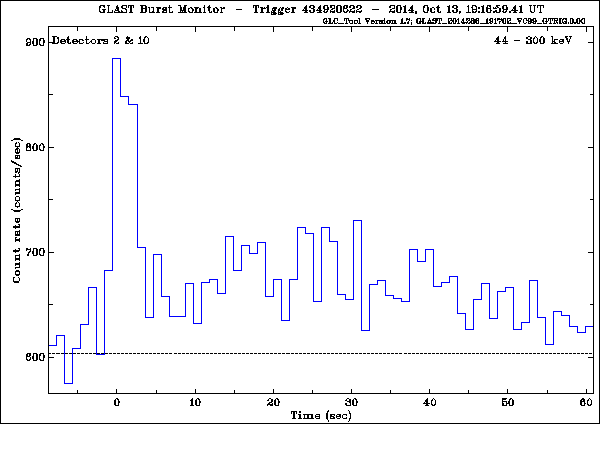 GLAST Burst Monitor - Trigger 434920622 - 2014, Oct 13, 19:16:59.41 UT
GLC_Tool Version 1.7; GLAST_2014286_191702_VC09_GTRIG.0.00
Detectors 2 & 10
44 - 300 keV
900
800
700
600
Count rate (counts/sec)
0 10 20 30 40 50 60
Time (sec)